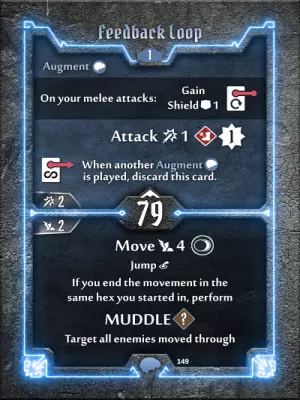 Feedback Loop
1
Augment
On your melee attacks:
Gain
Shield 1
Attack 1 1
When another Augment
is played, discard this card.
2
79
2
Move 4
Jump
If you end the movement in the
same hex you started in, perform
MUDDLE ?
Target all enemies moved through
149